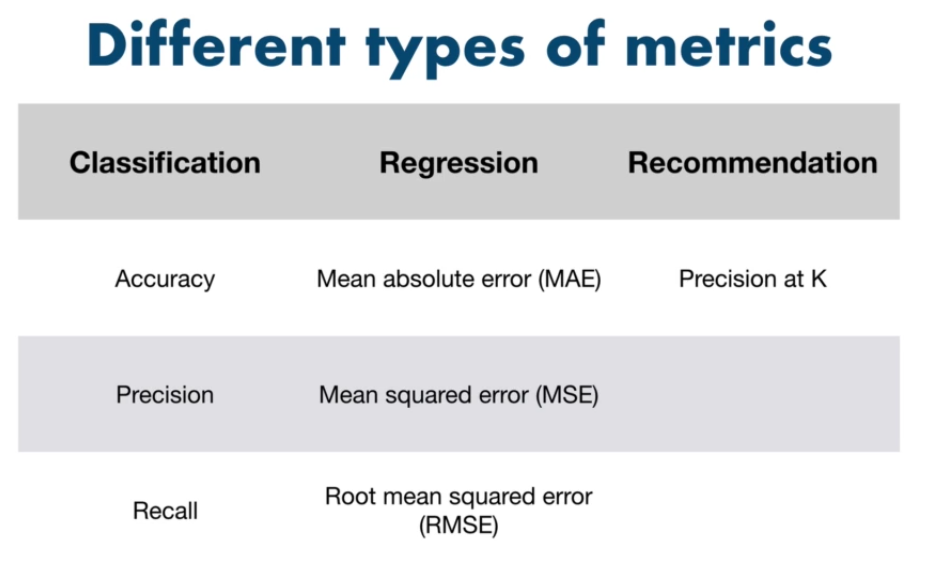 Different types of metrics
Classification Regression Recommendation
Accuracy Mean absolute error (MAE) Precision at K
Precision Mean squared error (MSE)
Recall Root mean squared error
(RMSE)